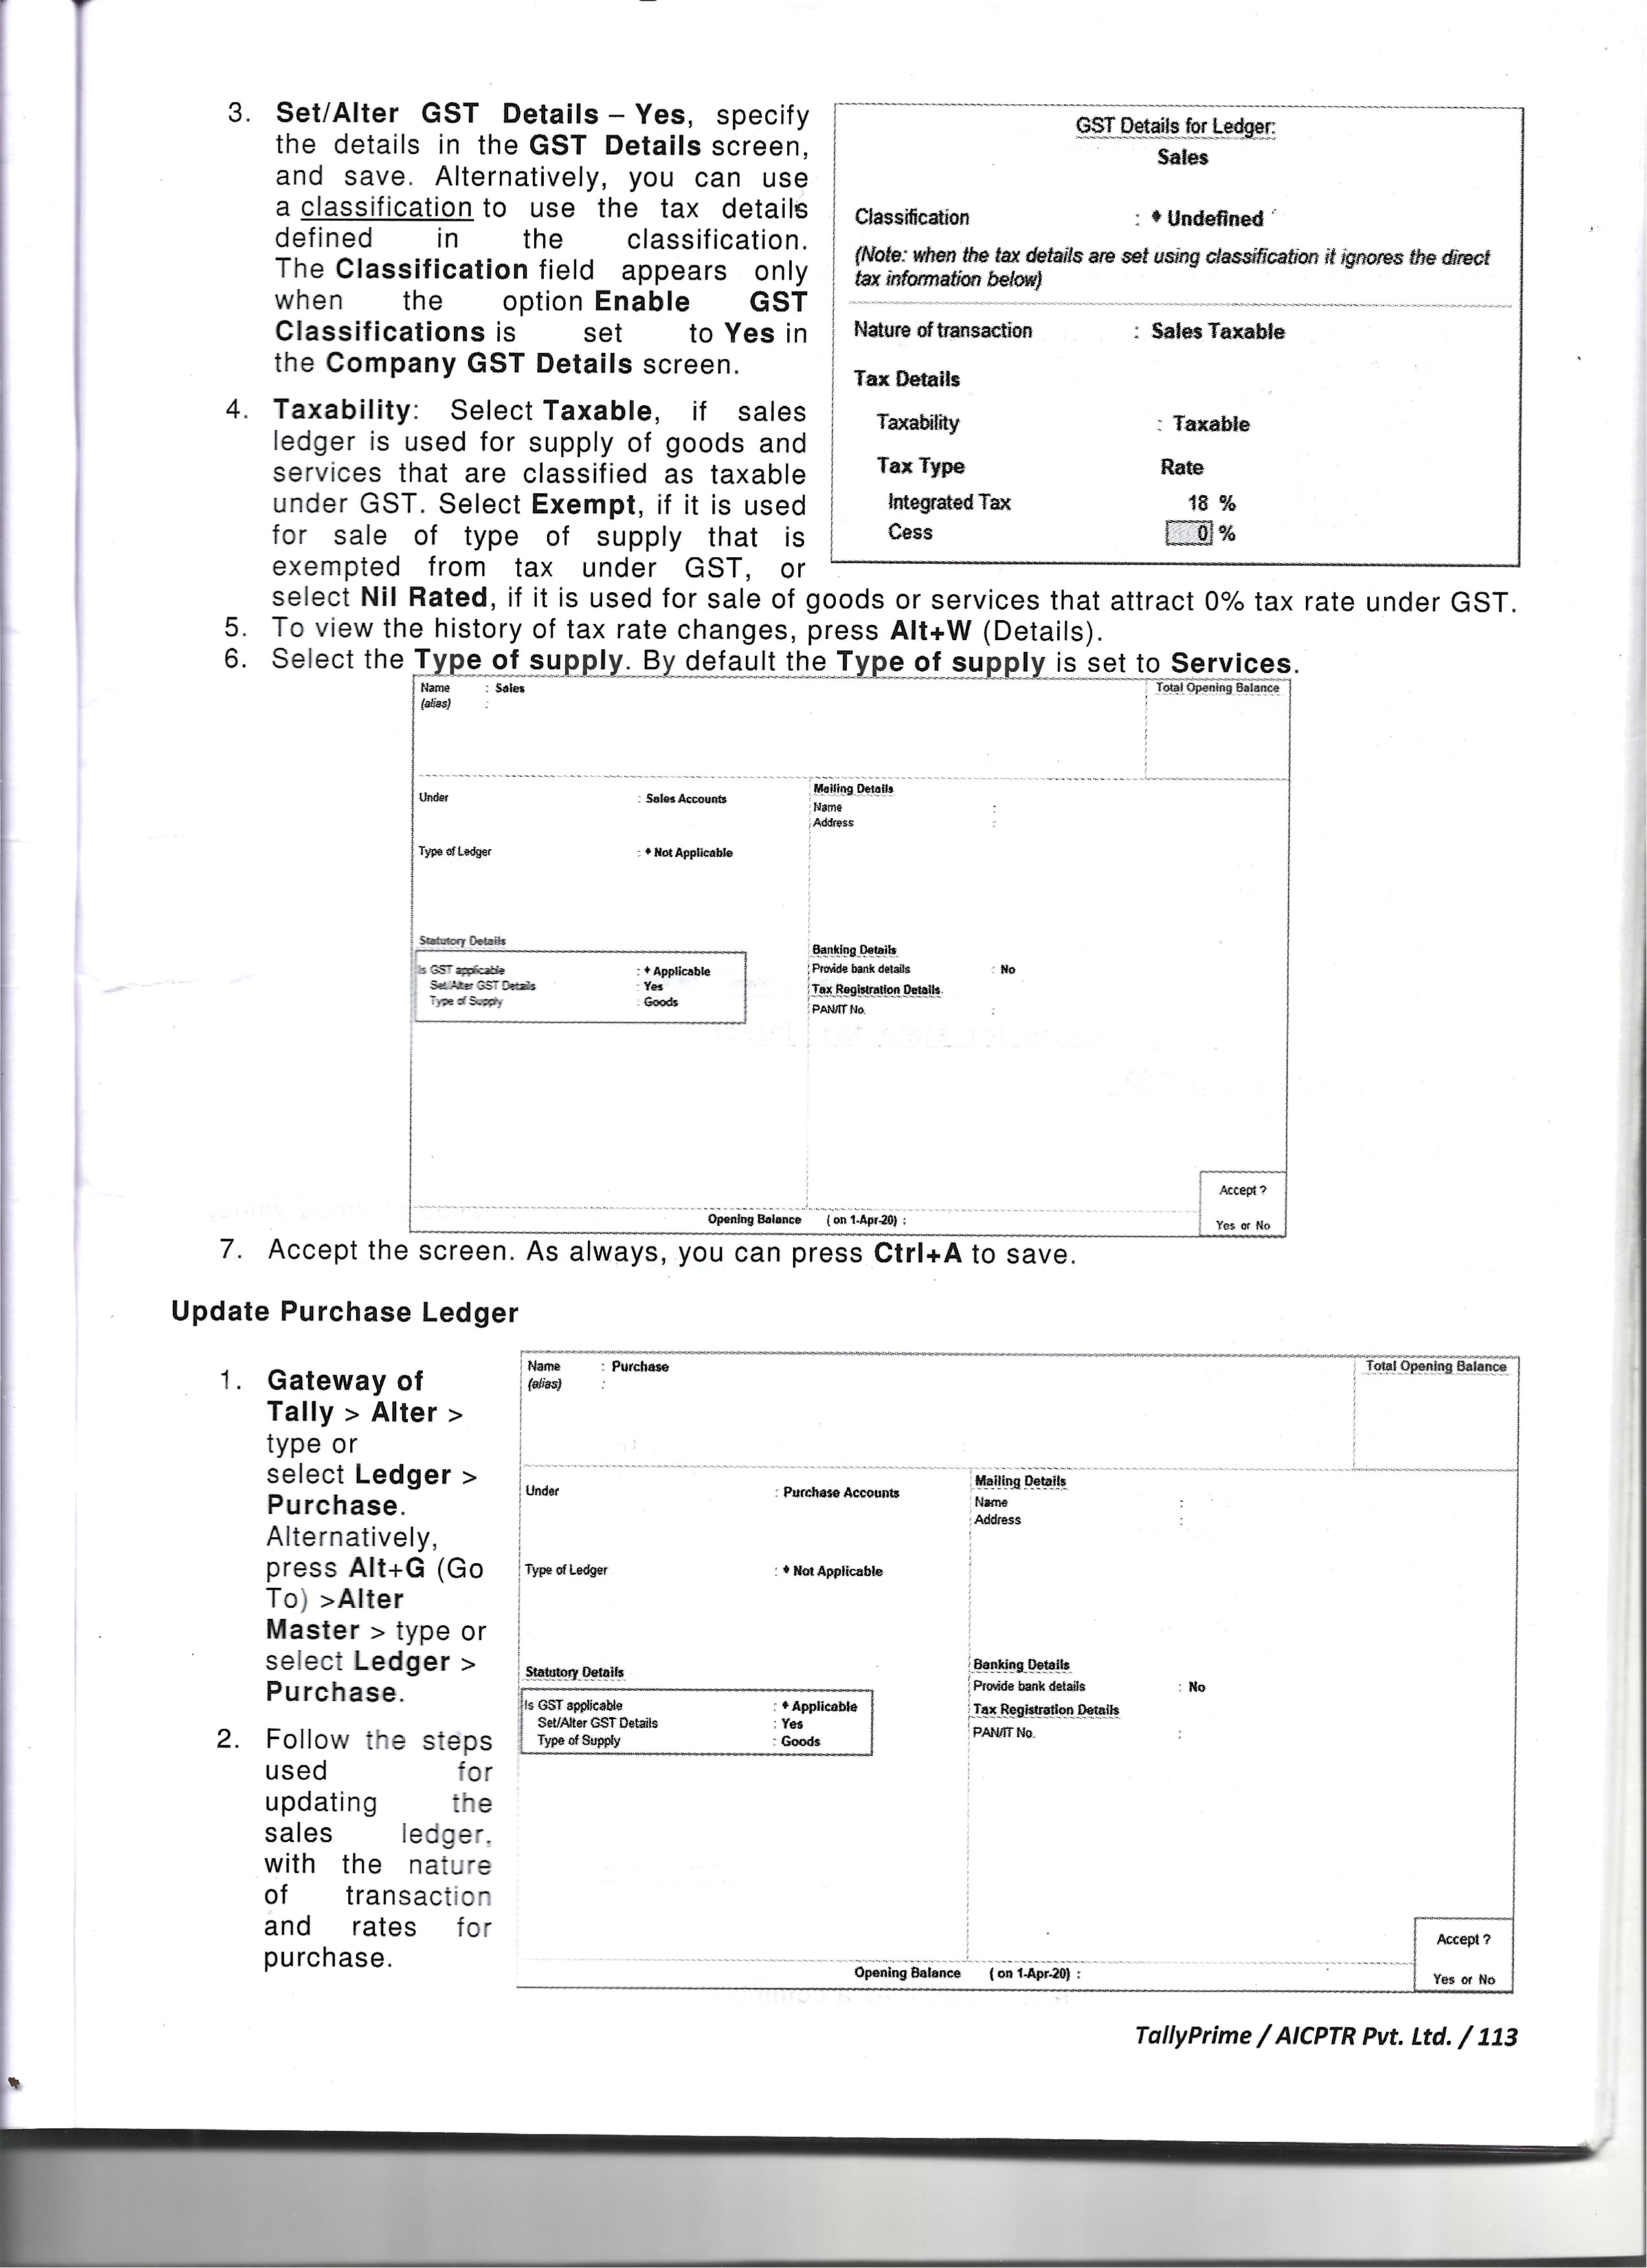 3. Set/Alter GST Details – Yes, specify
the details in the GST Details screen,
and save. Alternatively, you can use
a classification to use the tax details
defined in the classification.
The Classification field appears only
when the option Enable GST
Classifications is set to Yes in
the Company GST Details screen.
GST Details for Ledger:
Sales
Classification : ♦ Undefined
(Note: when the tax details are set using classification it ignores the direct
tax information below)
Nature of transaction : Sales Taxable
Tax Details
Taxability : Taxable
Tax Type Rate
Integrated Tax 18 %
Cess 0 %
4. Taxability: Select Taxable, if sales
ledger is used for supply of goods and
services that are classified as taxable
under GST. Select Exempt, if it is used
for sale of type of supply that is
exempted from tax under GST, or
select Nil Rated, if it is used for sale of goods or services that attract 0% tax rate under GST.
5. To view the history of tax rate changes, press Alt+W (Details).
6. Select the Type of supply. By default the Type of supply is set to Services.
Name : Sales
(alias) :
Total Opening Balance
Under : Sales Accounts
Type of Ledger : ♦ Not Applicable
Statutory Details
Is GST applicable : ♦ Applicable
Set/Alter GST Details : Yes
Type of Supply : Goods
Mailing Details
Name :
Address :
Banking Details
Provide bank details : No
Tax Registration Details
PAN/IT No. :
Opening Balance ( on 1-Apr-20) :
Accept ?
Yes or No
7. Accept the screen. As always, you can press Ctrl+A to save.
Update Purchase Ledger
1. Gateway of
Tally > Alter >
type or
select Ledger >
Purchase.
Alternatively,
press Alt+G (Go
To) >Alter
Master > type or
select Ledger >
Purchase.
2. Follow the steps
used for
updating the
sales ledger,
with the nature
of transaction
and rates for
purchase.
Name : Purchase
(alias) :
Total Opening Balance
Under : Purchase Accounts
Type of Ledger : ♦ Not Applicable
Statutory Details
Is GST applicable : ♦ Applicable
Set/Alter GST Details : Yes
Type of Supply : Goods
Mailing Details
Name :
Address :
Banking Details
Provide bank details : No
Tax Registration Details
PAN/IT No. :
Opening Balance ( on 1-Apr-20) :
Accept ?
Yes or No
TallyPrime / AICPTR Pvt. Ltd. / 113